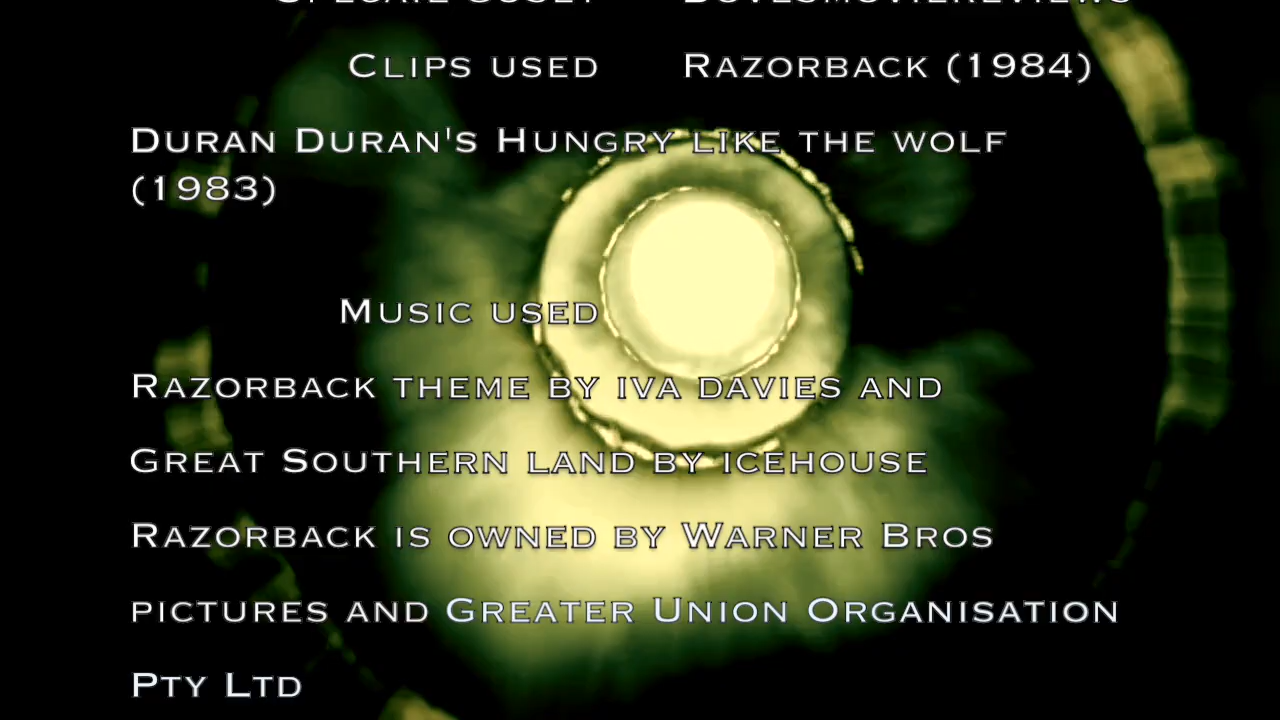 Clips used Razorback (1984)
Duran Duran's Hungry like the wolf
(1983)
Music used
Razorback theme by iva davies and
Great Southern land by icehouse
Razorback is owned by Warner Bros
pictures and Greater Union Organisation
Pty Ltd